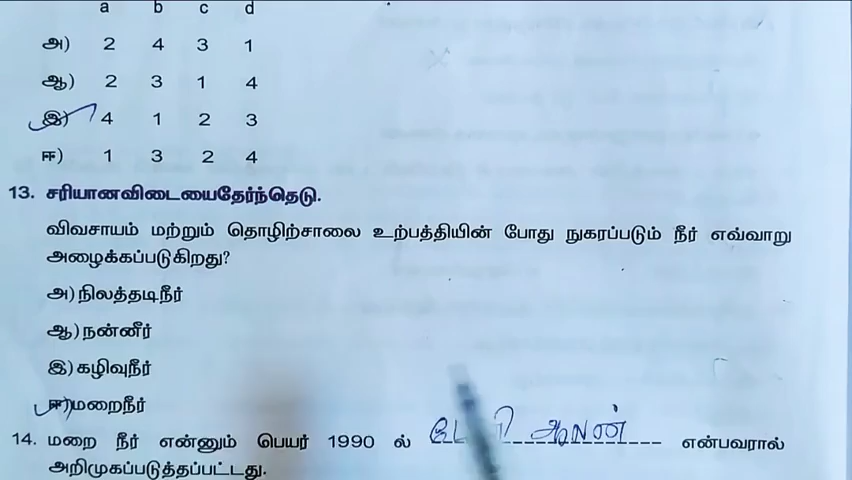 a b c d
அ) 2 4 3 1
ஆ) 2 3 1 4
இ) 4 1 2 3
ஈ) 1 3 2 4
13. சரியானவிடையைதேர்ந்தெடு.
விவசாயம் மற்றும் தொழிற்சாலை உற்பத்தியின் போது நுகரப்படும் நீர் எவ்வாறு
அழைக்கப்படுகிறது?
அ) நிலத்தடிநீர்
ஆ) நன்னீர்
இ) கழிவுநீர்
ஈ) மறைநீர்
14. மறை நீர் என்னும் பெயர் 1990 ல் ஆலன் என்பவரால்
அறிமுகப்படுத்தப்பட்டது.